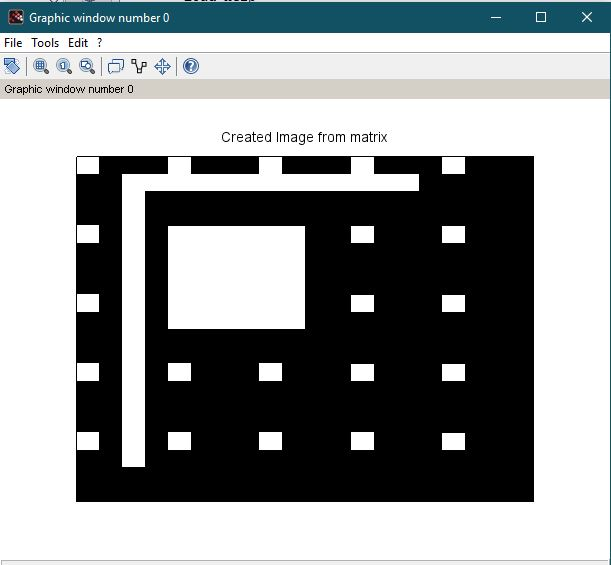 Graphic window number 0
File Tools Edit ?
Graphic window number 0
Created Image from matrix